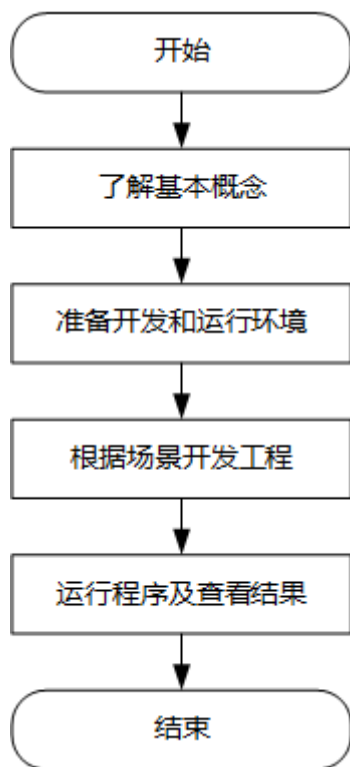 开始
了解基本概念
准备开发和运行环境
根据场景开发工程
运行程序及查看结果
结束